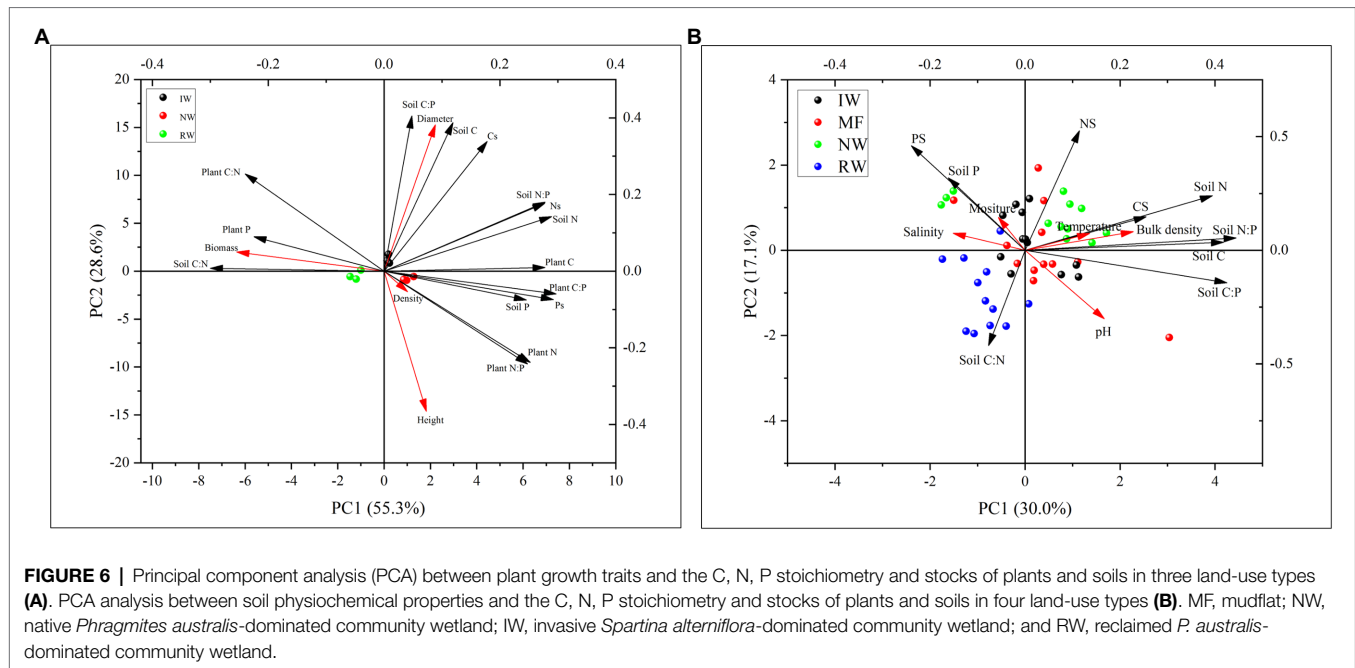 A
-0.4 -0.2 0.0 0.2 0.4
20
15
10
5
0
-5
-10
-15
-20
0.4
0.2
0.0
-0.2
-0.4
IW
NW
RW
Soil C:P
Diameter
Soil C
Cs
Plant C:N
Soil N:P
Ns
Soil N
Plant P
Biomass
Soil C:N
Plant C
Plant C:P
Density
Soil P
Ps
Plant N
Plant N:P
Height
-10 -8 -6 -4 -2 0 2 4 6 8 10
PC1 (55.3%)
PC2 (28.6%)
B
0.0 0.2 0.4
4
2
0
-2
-4
0.5
0.0
-0.5
IW
MF
NW
RW
NS
PS
Soil P
Soil N
Mositure
CS
Salinity
Temperature
Bulk density
Soil N:P
Soil C
Soil C:P
pH
Soil C:N
-4 -2 0 2 4
PC1 (30.0%)
PC2 (17.1%)
FIGURE 6 | Principal component analysis (PCA) between plant growth traits and the C, N, P stoichiometry and stocks of plants and soils in three land-use types
(A). PCA analysis between soil physiochemical properties and the C, N, P stoichiometry and stocks of plants and soils in four land-use types (B). MF, mudflat; NW,
native Phragmites australis-dominated community wetland; IW, invasive Spartina alterniflora-dominated community wetland; and RW, reclaimed P. australis-
dominated community wetland.